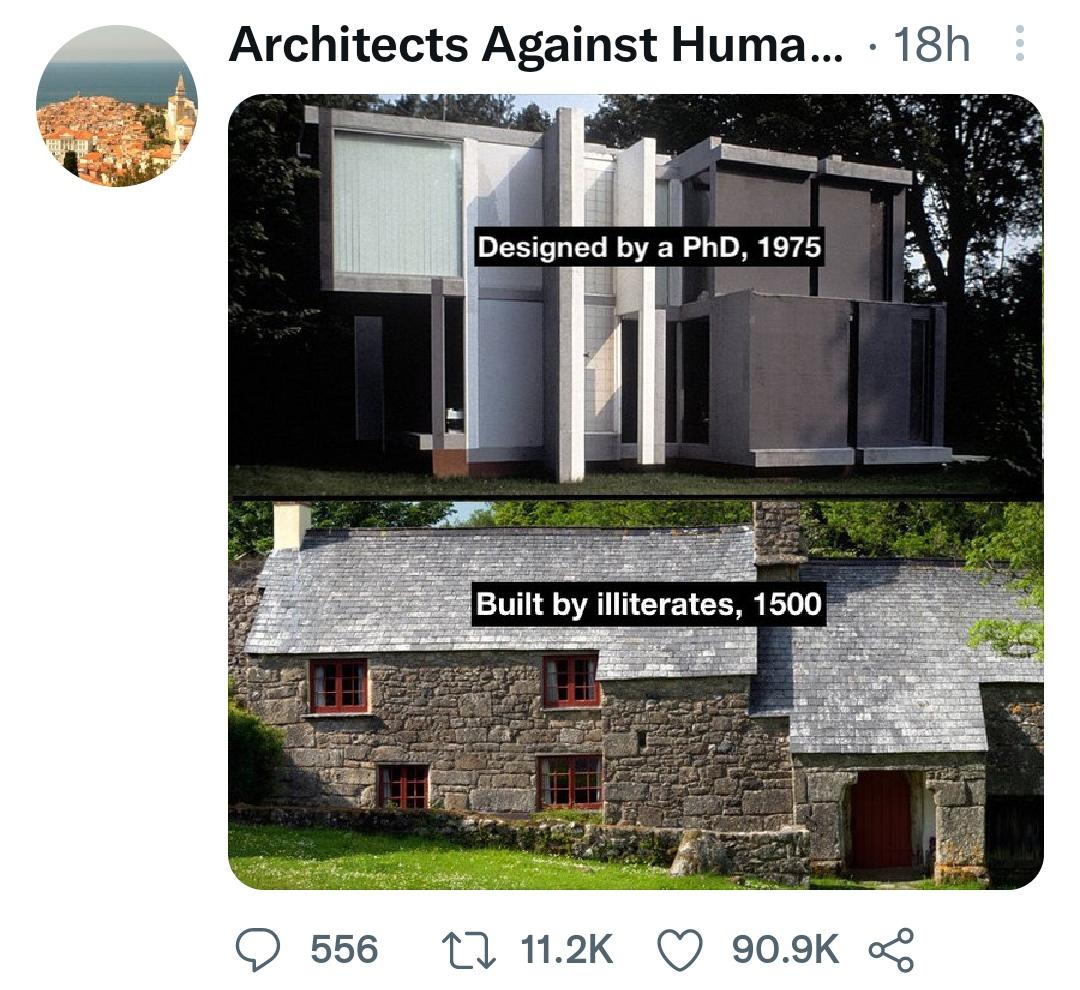 Architects Against Huma... · 18h
Designed by a PhD, 1975
Built by illiterates, 1500
556 11.2K 90.9K